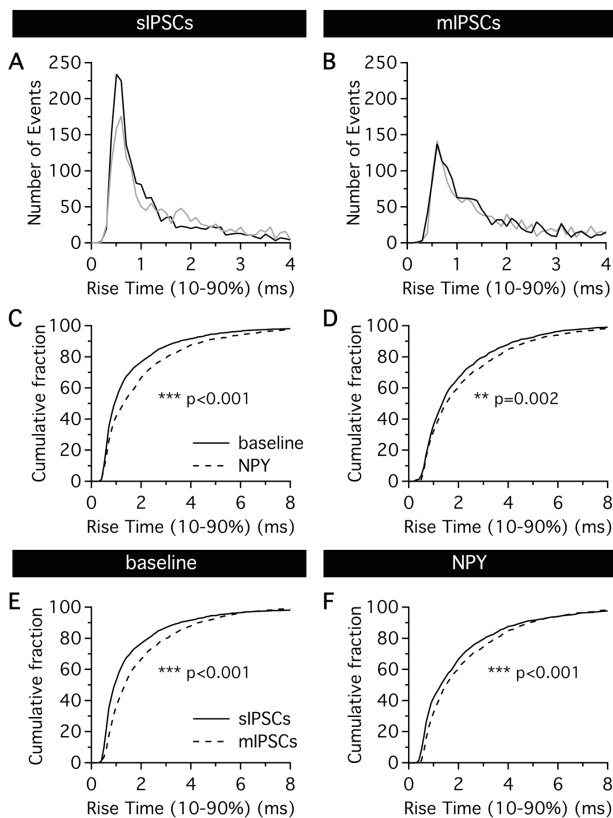 sIPSCs
mIPSCs
A
B
250
200
150
100
50
0
Number of Events
0 1 2 3 4
Rise Time (10-90%) (ms)
250
200
150
100
50
0
Number of Events
0 1 2 3 4
Rise Time (10-90%) (ms)
C
D
100
80
60
40
20
0
Cumulative fraction
*** p<0.001
baseline
NPY
0 2 4 6 8
Rise Time (10-90%) (ms)
100
80
60
40
20
0
Cumulative fraction
** p=0.002
0 2 4 6 8
Rise Time (10-90%) (ms)
baseline
NPY
E
F
100
80
60
40
20
0
Cumulative fraction
*** p<0.001
sIPSCs
mIPSCs
0 2 4 6 8
Rise Time (10-90%) (ms)
100
80
60
40
20
0
Cumulative fraction
*** p<0.001
0 2 4 6 8
Rise Time (10-90%) (ms)